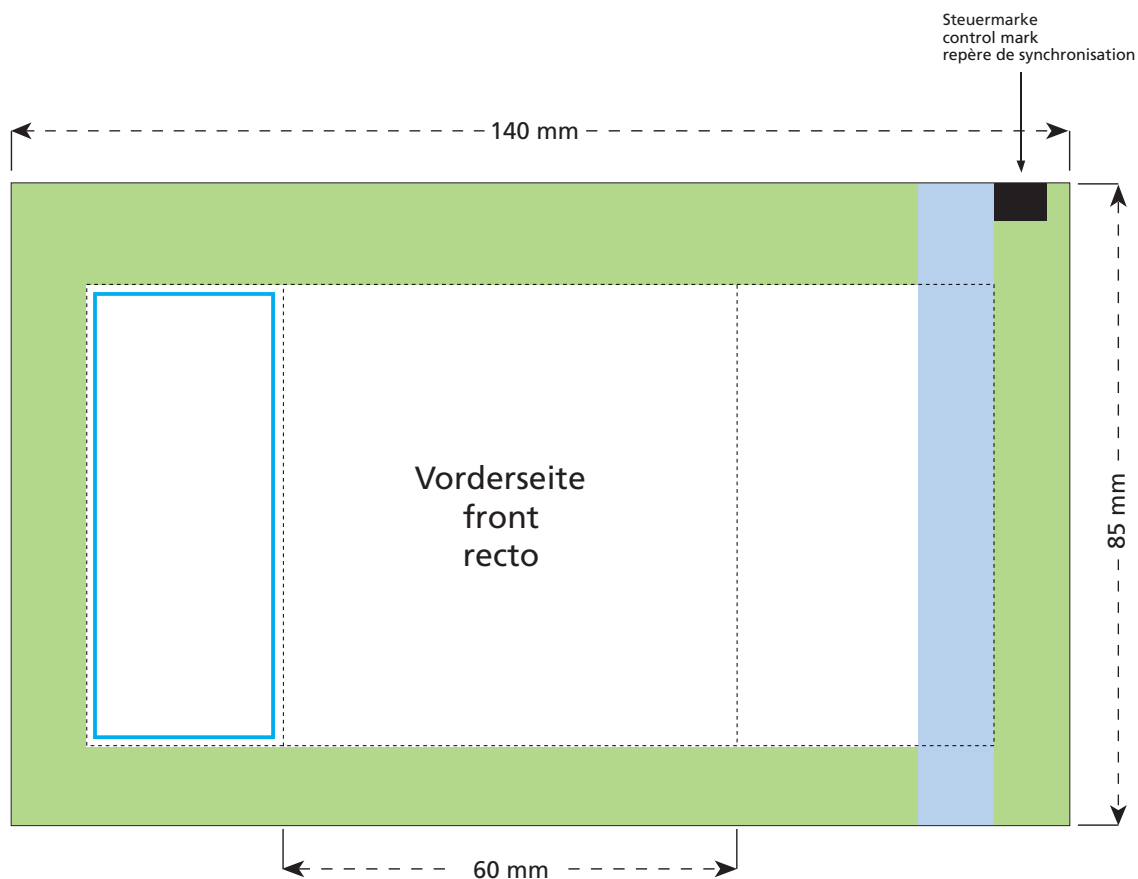 Steuermarke
control mark
repère de synchronisation
140 mm
Vorderseite
front
recto
85 mm
60 mm